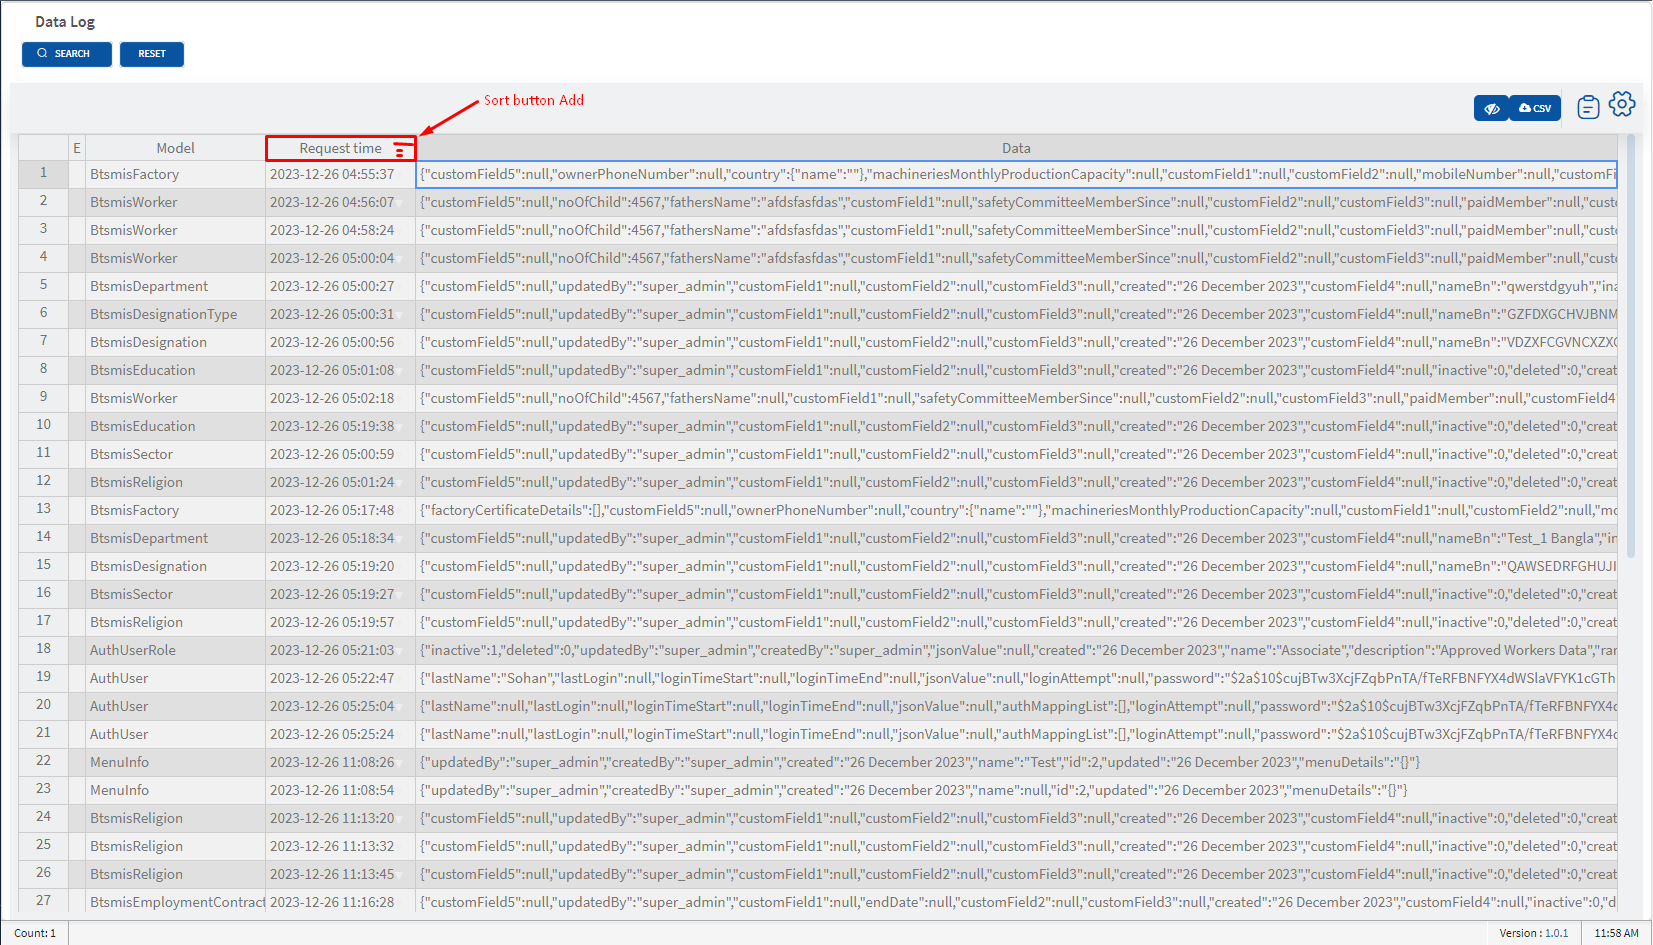 Data Log
SEARCH RESET
Sort button Add
CSV
E Model Request time Data
1 BtsmisFactory 2023-12-26 04:55:37 {"customField5":null,"ownerPhoneNumber":null,"country":{"name":""},"machineriesMonthlyProductionCapacity":null,"customField1":null,"customField2":null,"mobileNumber":null,"customFi
2 BtsmisWorker 2023-12-26 04:56:07 {"customField5":null,"noOfChild":4567,"fathersName":"afdsfasfdas","customField1":null,"safetyCommitteeMemberSince":null,"customField2":null,"customField3":null,"paidMember":null,"custo
3 BtsmisWorker 2023-12-26 04:58:24 {"customField5":null,"noOfChild":4567,"fathersName":"afdsfasfdas","customField1":null,"safetyCommitteeMemberSince":null,"customField2":null,"customField3":null,"paidMember":null,"custo
4 BtsmisWorker 2023-12-26 05:00:04 {"customField5":null,"noOfChild":4567,"fathersName":"afdsfasfdas","customField1":null,"safetyCommitteeMemberSince":null,"customField2":null,"customField3":null,"paidMember":null,"custo
5 BtsmisDepartment 2023-12-26 05:00:27 {"customField5":null,"updatedBy":"super_admin","customField1":null,"customField2":null,"customField3":null,"created":"26 December 2023","customField4":null,"nameBn":"qwerstdgyuh","ina
6 BtsmisDesignationType 2023-12-26 05:00:31 {"customField5":null,"updatedBy":"super_admin","customField1":null,"customField2":null,"customField3":null,"created":"26 December 2023","customField4":null,"nameBn":"GZFDXGCHVJBNM
7 BtsmisDesignation 2023-12-26 05:00:56 {"customField5":null,"updatedBy":"super_admin","customField1":null,"customField2":null,"customField3":null,"created":"26 December 2023","customField4":null,"nameBn":"VDZXFCGVNCXZXC
8 BtsmisEducation 2023-12-26 05:01:08 {"customField5":null,"updatedBy":"super_admin","customField1":null,"customField2":null,"customField3":null,"created":"26 December 2023","customField4":null,"inactive":0,"deleted":0,"creat
9 BtsmisWorker 2023-12-26 05:02:18 {"customField5":null,"noOfChild":4567,"fathersName":null,"customField1":null,"safetyCommitteeMemberSince":null,"customField2":null,"customField3":null,"paidMember":null,"customField4"
10 BtsmisEducation 2023-12-26 05:19:38 {"customField5":null,"updatedBy":"super_admin","customField1":null,"customField2":null,"customField3":null,"created":"26 December 2023","customField4":null,"inactive":0,"deleted":0,"creat
11 BtsmisSector 2023-12-26 05:00:59 {"customField5":null,"updatedBy":"super_admin","customField1":null,"customField2":null,"customField3":null,"created":"26 December 2023","customField4":null,"inactive":0,"deleted":0,"creat
12 BtsmisReligion 2023-12-26 05:01:24 {"customField5":null,"updatedBy":"super_admin","customField1":null,"customField2":null,"customField3":null,"created":"26 December 2023","customField4":null,"inactive":0,"deleted":0,"creat
13 BtsmisFactory 2023-12-26 05:17:48 {"factoryCertificateDetails":[],"customField5":null,"ownerPhoneNumber":null,"country":{"name":""},"machineriesMonthlyProductionCapacity":null,"customField1":null,"customField2":null,"mo
14 BtsmisDepartment 2023-12-26 05:18:34 {"customField5":null,"updatedBy":"super_admin","customField1":null,"customField2":null,"customField3":null,"created":"26 December 2023","customField4":null,"nameBn":"Test_1 Bangla","in
15 BtsmisDesignation 2023-12-26 05:19:20 {"customField5":null,"updatedBy":"super_admin","customField1":null,"customField2":null,"customField3":null,"created":"26 December 2023","customField4":null,"nameBn":"QAWSEDRFGHUJI
16 BtsmisSector 2023-12-26 05:19:27 {"customField5":null,"updatedBy":"super_admin","customField1":null,"customField2":null,"customField3":null,"created":"26 December 2023","customField4":null,"inactive":0,"deleted":0,"creat
17 BtsmisReligion 2023-12-26 05:19:57 {"customField5":null,"updatedBy":"super_admin","customField1":null,"customField2":null,"customField3":null,"created":"26 December 2023","customField4":null,"inactive":0,"deleted":0,"creat
18 AuthUserRole 2023-12-26 05:21:03 {"inactive":1,"deleted":0,"updatedBy":"super_admin","createdBy":"super_admin","jsonValue":null,"created":"26 December 2023","name":"Associate","description":"Approved Workers Data","ran
19 AuthUser 2023-12-26 05:22:47 {"lastName":"Sohan","lastLogin":null,"loginTimeStart":null,"loginTimeEnd":null,"jsonValue":null,"loginAttempt":null,"password":"$2a$10$cujBTw3XcjFZqbPnTA/fTeRFBNFYX4dWSlaVFYK1cGTh
20 AuthUser 2023-12-26 05:25:04 {"lastName":null,"lastLogin":null,"loginTimeStart":null,"loginTimeEnd":null,"jsonValue":null,"authMappingList":[],"loginAttempt":null,"password":"$2a$10$cujBTw3XcjFZqbPnTA/fTeRFBNFYX4d
21 AuthUser 2023-12-26 05:25:24 {"lastName":null,"lastLogin":null,"loginTimeStart":null,"loginTimeEnd":null,"jsonValue":null,"authMappingList":[],"loginAttempt":null,"password":"$2a$10$cujBTw3XcjFZqbPnTA/fTeRFBNFYX4d
22 MenuInfo 2023-12-26 11:08:26 {"updatedBy":"super_admin","createdBy":"super_admin","created":"26 December 2023","name":"Test","id":2,"updated":"26 December 2023","menuDetails":"{}"}
23 MenuInfo 2023-12-26 11:08:54 {"updatedBy":"super_admin","createdBy":"super_admin","created":"26 December 2023","name":null,"id":2,"updated":"26 December 2023","menuDetails":"{}"}
24 BtsmisReligion 2023-12-26 11:13:20 {"customField5":null,"updatedBy":"super_admin","customField1":null,"customField2":null,"customField3":null,"created":"26 December 2023","customField4":null,"inactive":0,"deleted":0,"creat
25 BtsmisReligion 2023-12-26 11:13:32 {"customField5":null,"updatedBy":"super_admin","customField1":null,"customField2":null,"customField3":null,"created":"26 December 2023","customField4":null,"inactive":0,"deleted":0,"creat
26 BtsmisReligion 2023-12-26 11:13:45 {"customField5":null,"updatedBy":"super_admin","customField1":null,"customField2":null,"customField3":null,"created":"26 December 2023","customField4":null,"inactive":0,"deleted":0,"creat
27 BtsmisEmploymentContract 2023-12-26 11:16:28 {"customField5":null,"updatedBy":"super_admin","customField1":null,"endDate":null,"customField2":null,"customField3":null,"created":"26 December 2023","customField4":null,"inactive":0,"d
Count: 1 Version : 1.0.1 11:58 AM